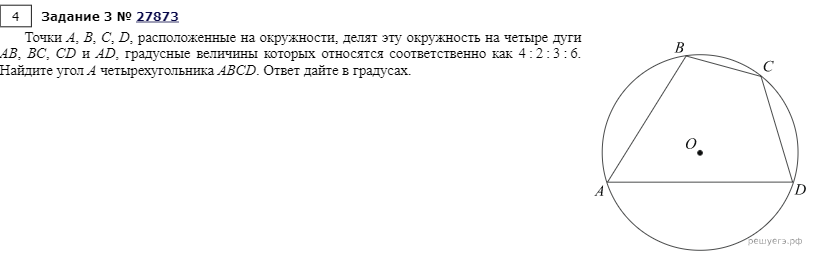 4 Задание 3 № 27873
Точки A, B, C, D, расположенные на окружности, делят эту окружность на четыре дуги
AB, BC, CD и AD, градусные величины которых относятся соответственно как 4 : 2 : 3 : 6.
Найдите угол A четырехугольника ABCD. Ответ дайте в градусах.
B
C
O
A
D
решуегэ.рф